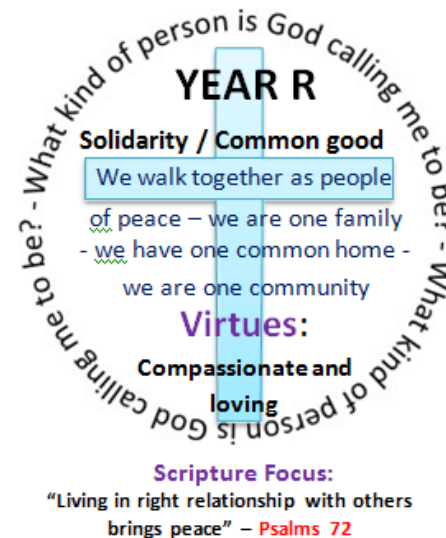 What kind of person is God calling me to be? - What kind of person is God calling me to be? -
YEAR R
Solidarity / Common good
We walk together as people
of peace – we are one family
- we have one common home -
we are one community
Virtues:
Compassionate and
loving
Scripture Focus:
"Living in right relationship with others
brings peace" – Psalms 72